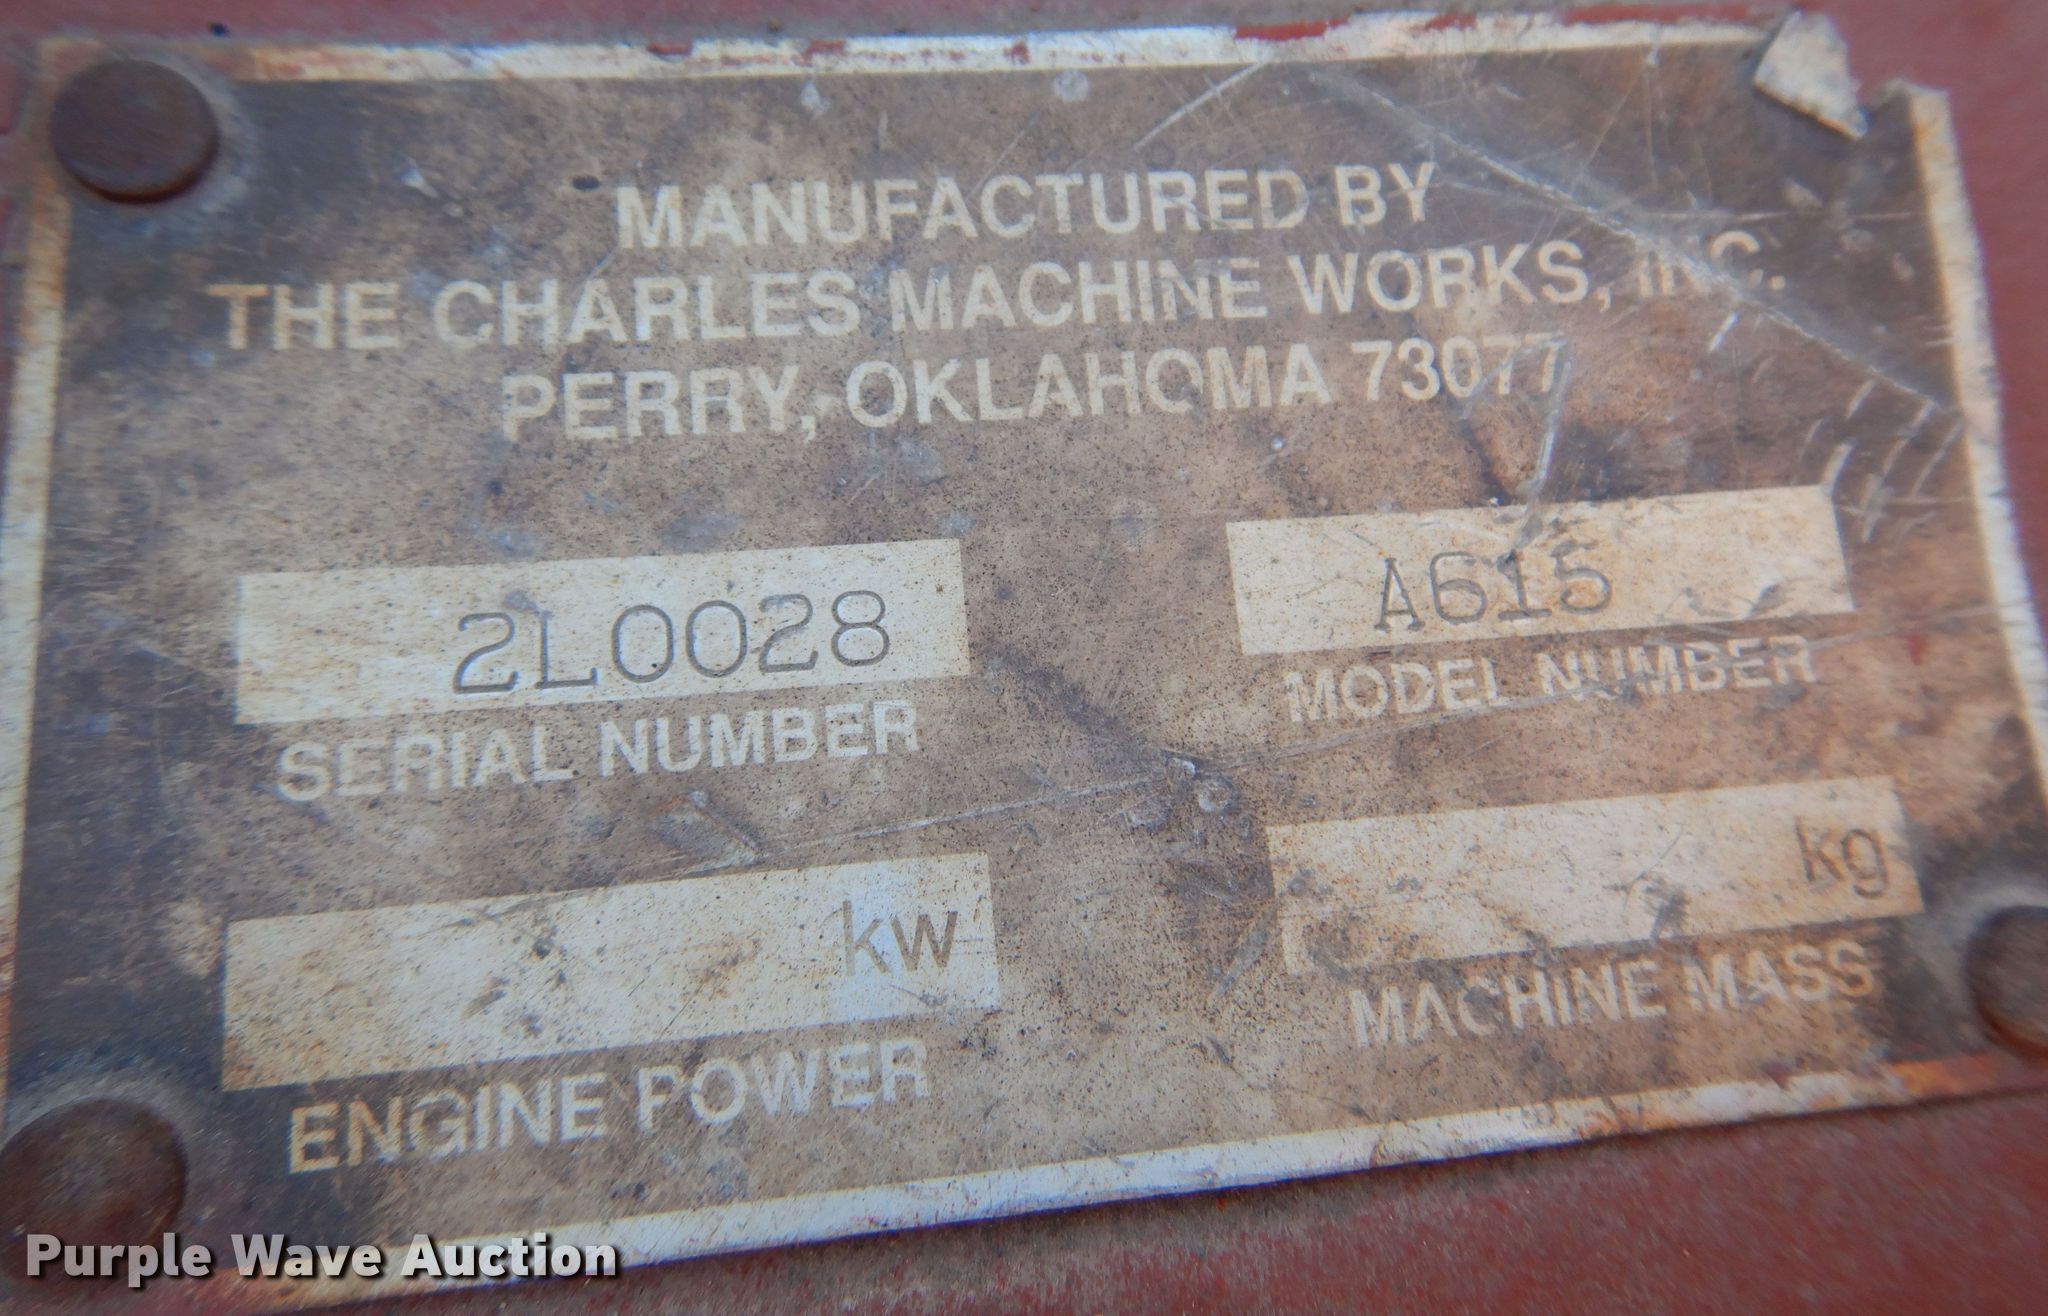 MANUFACTURED BY
THE CHARLES MACHINE WORKS, INC.
PERRY, OKLAHOMA 73077
2L0028 A615
SERIAL NUMBER MODEL NUMBER
kw kg
ENGINE POWER MACHINE MASS
Purple Wave Auction